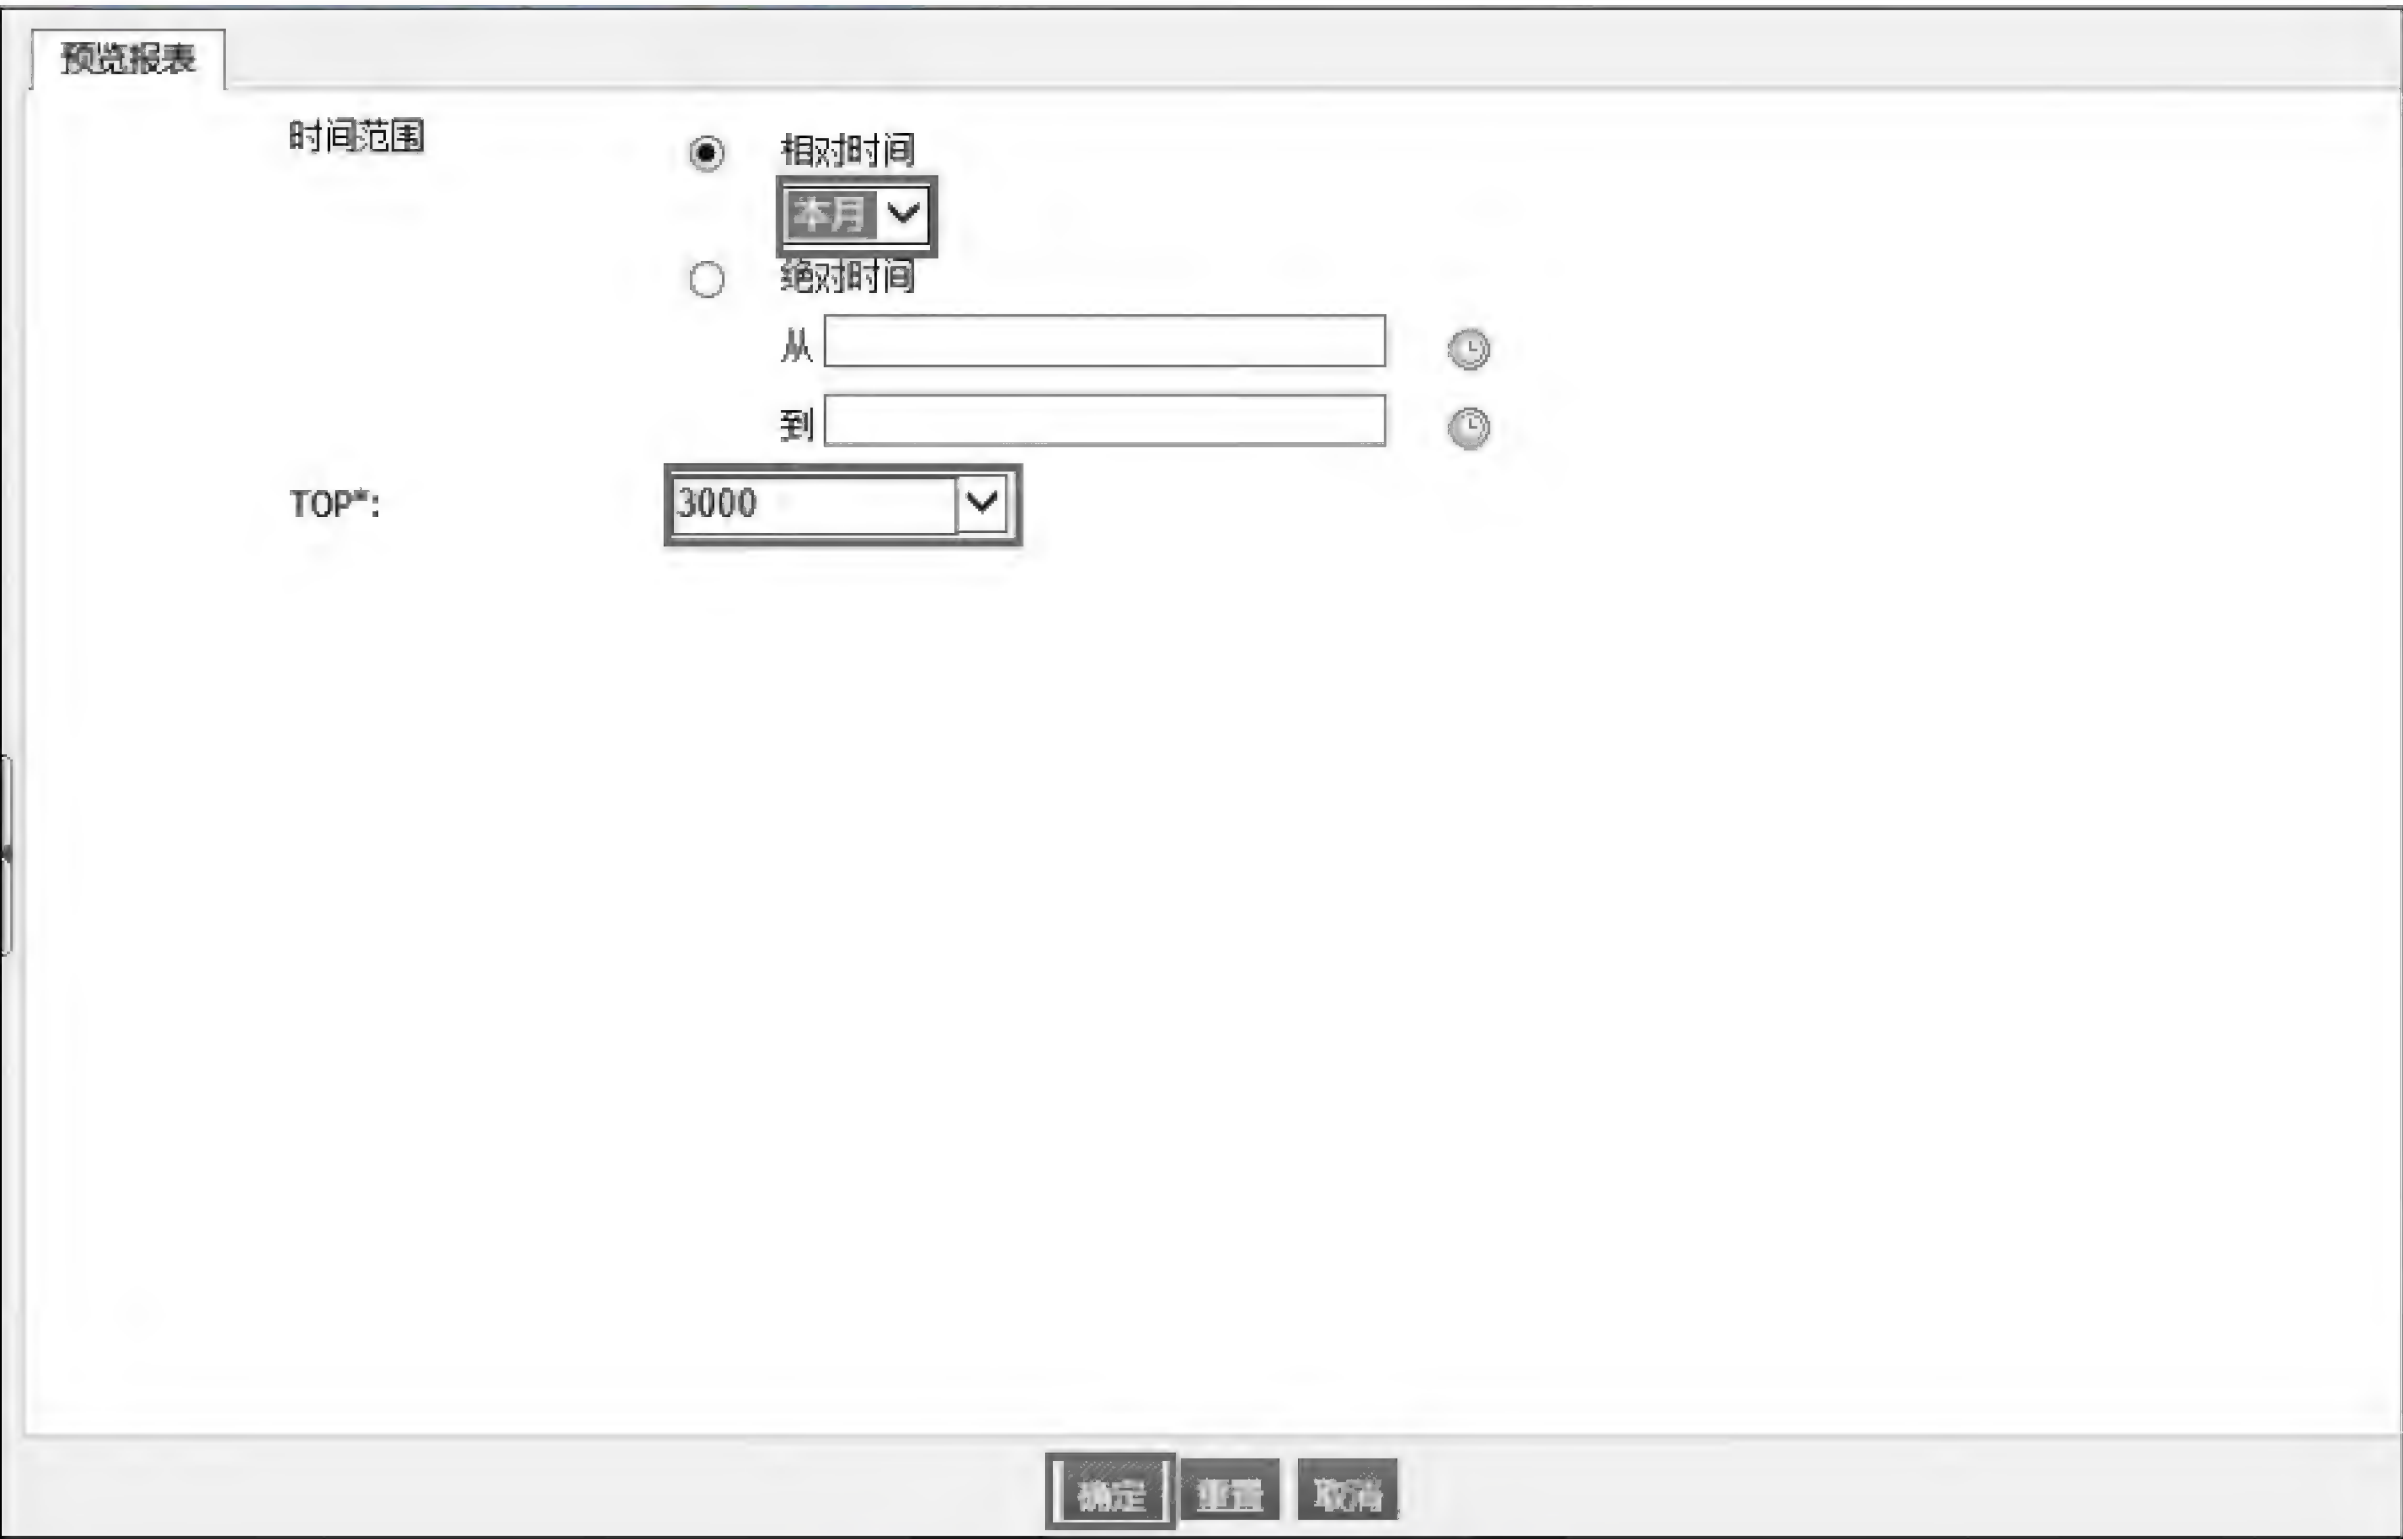 预览报表
时间范围
相对时间
本月
绝对时间
从
到
TOP*:
3000
确定 重置 取消